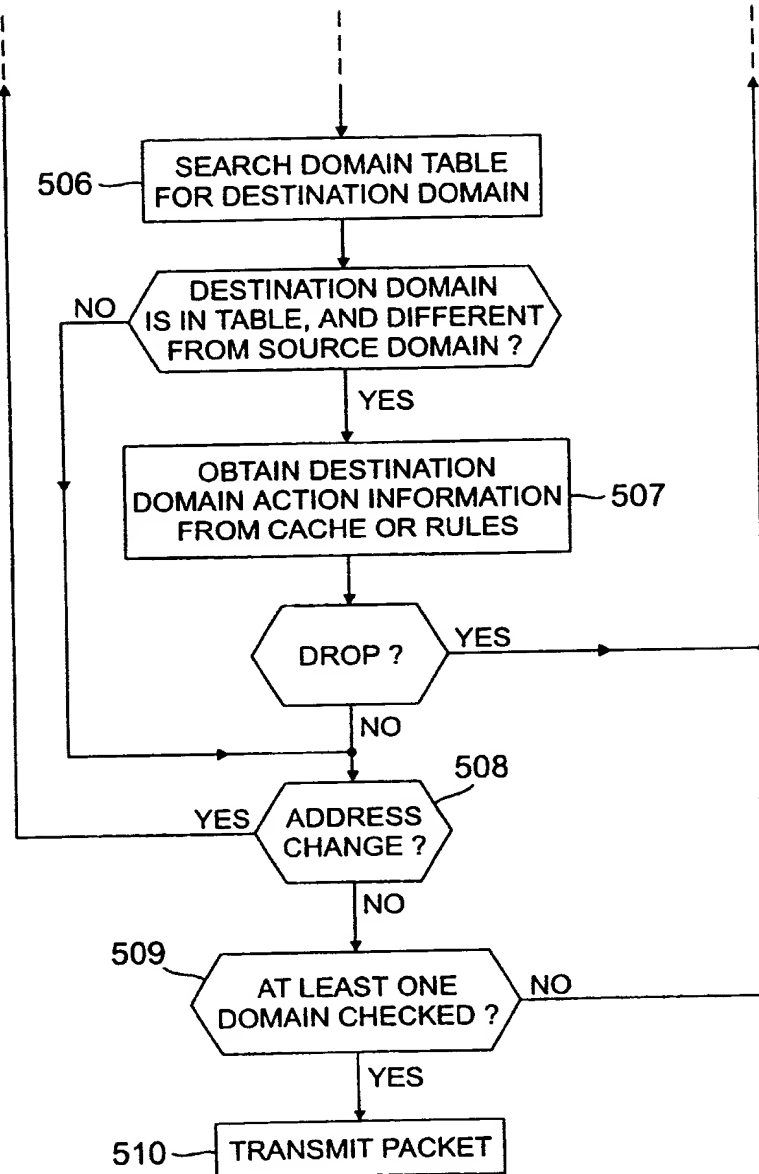 506
SEARCH DOMAIN TABLE
FOR DESTINATION DOMAIN
NO
DESTINATION DOMAIN
IS IN TABLE, AND DIFFERENT
FROM SOURCE DOMAIN ?
YES
OBTAIN DESTINATION
DOMAIN ACTION INFORMATION
FROM CACHE OR RULES
507
DROP ?
YES
NO
508
YES
ADDRESS
CHANGE ?
NO
509
AT LEAST ONE
DOMAIN CHECKED ?
NO
YES
510
TRANSMIT PACKET